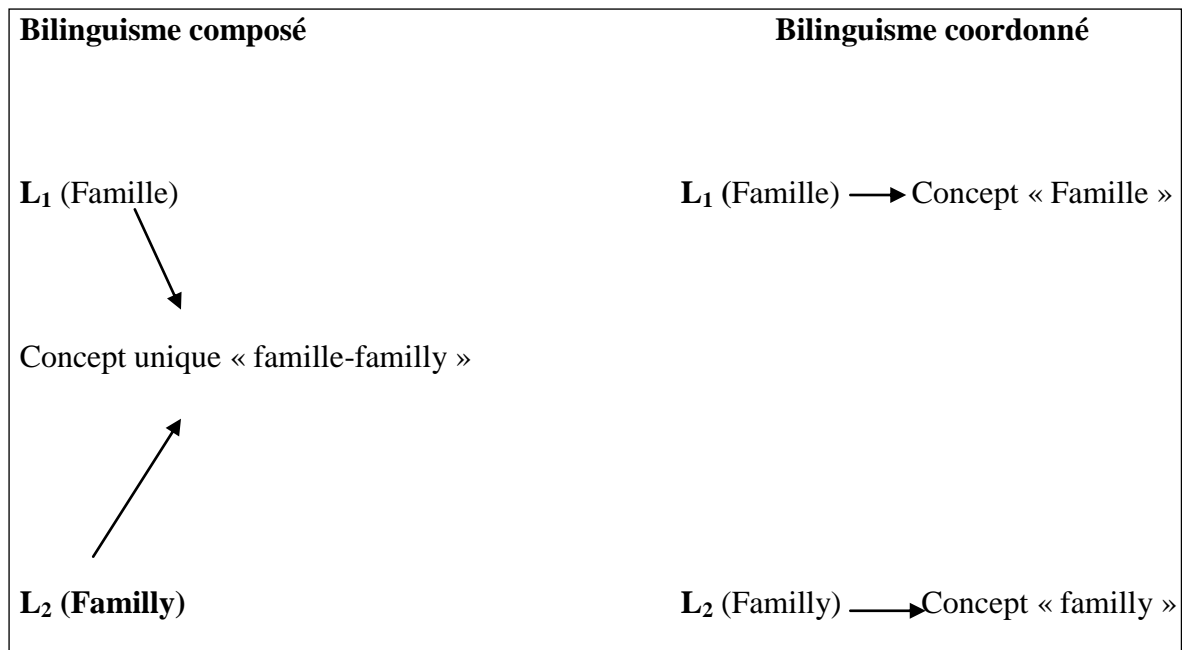 Bilinguisme composé Bilinguisme coordonné
L₁ (Famille) L₁ (Famille) Concept « Famille »
Concept unique « famille-familly »
L₂ (Familly) L₂ (Familly) Concept « familly »